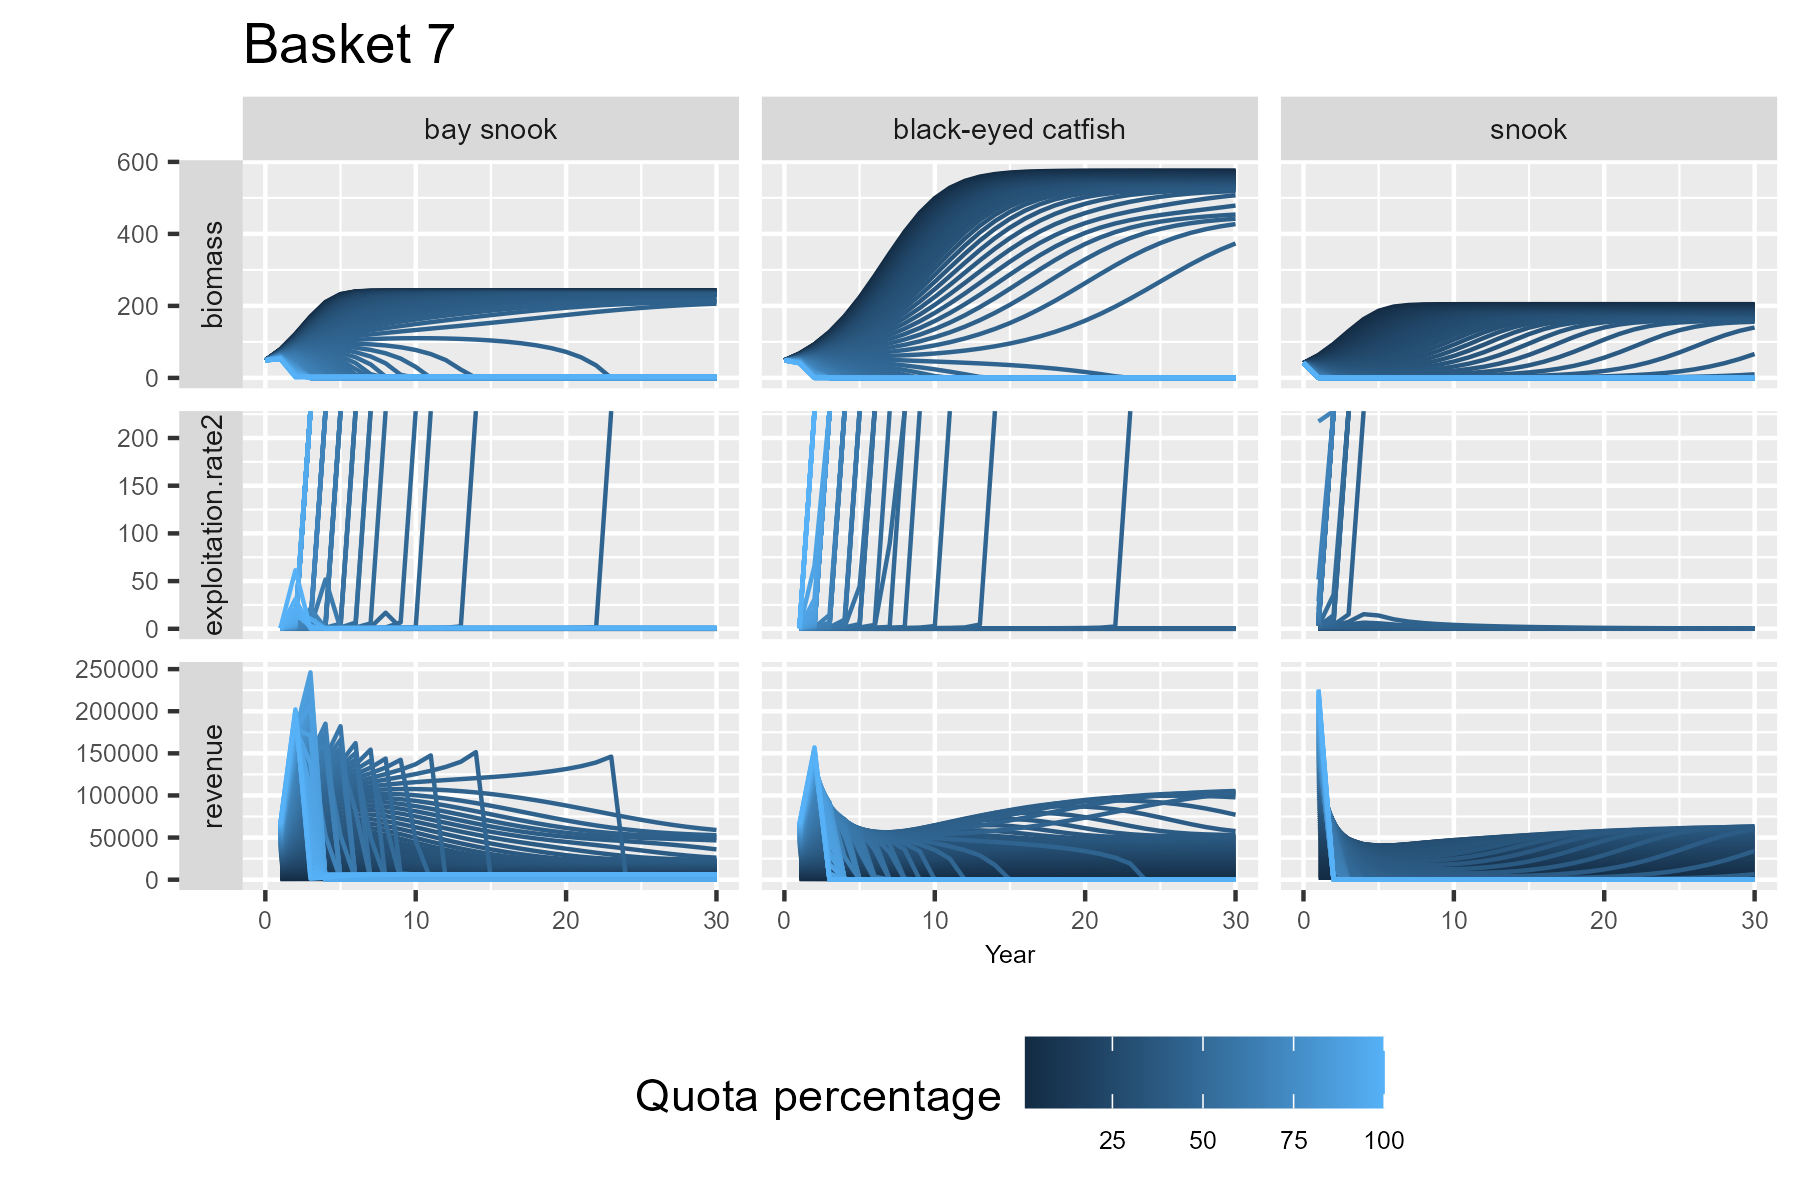 Basket 7
bay snook
black-eyed catfish
snook
biomass
600
400
200
0
exploitation.rate2
200
150
100
50
0
revenue
250000
200000
150000
100000
50000
0
0 10 20 30
0 10 20 30
0 10 20 30
Year
Quota percentage
25 50 75 100